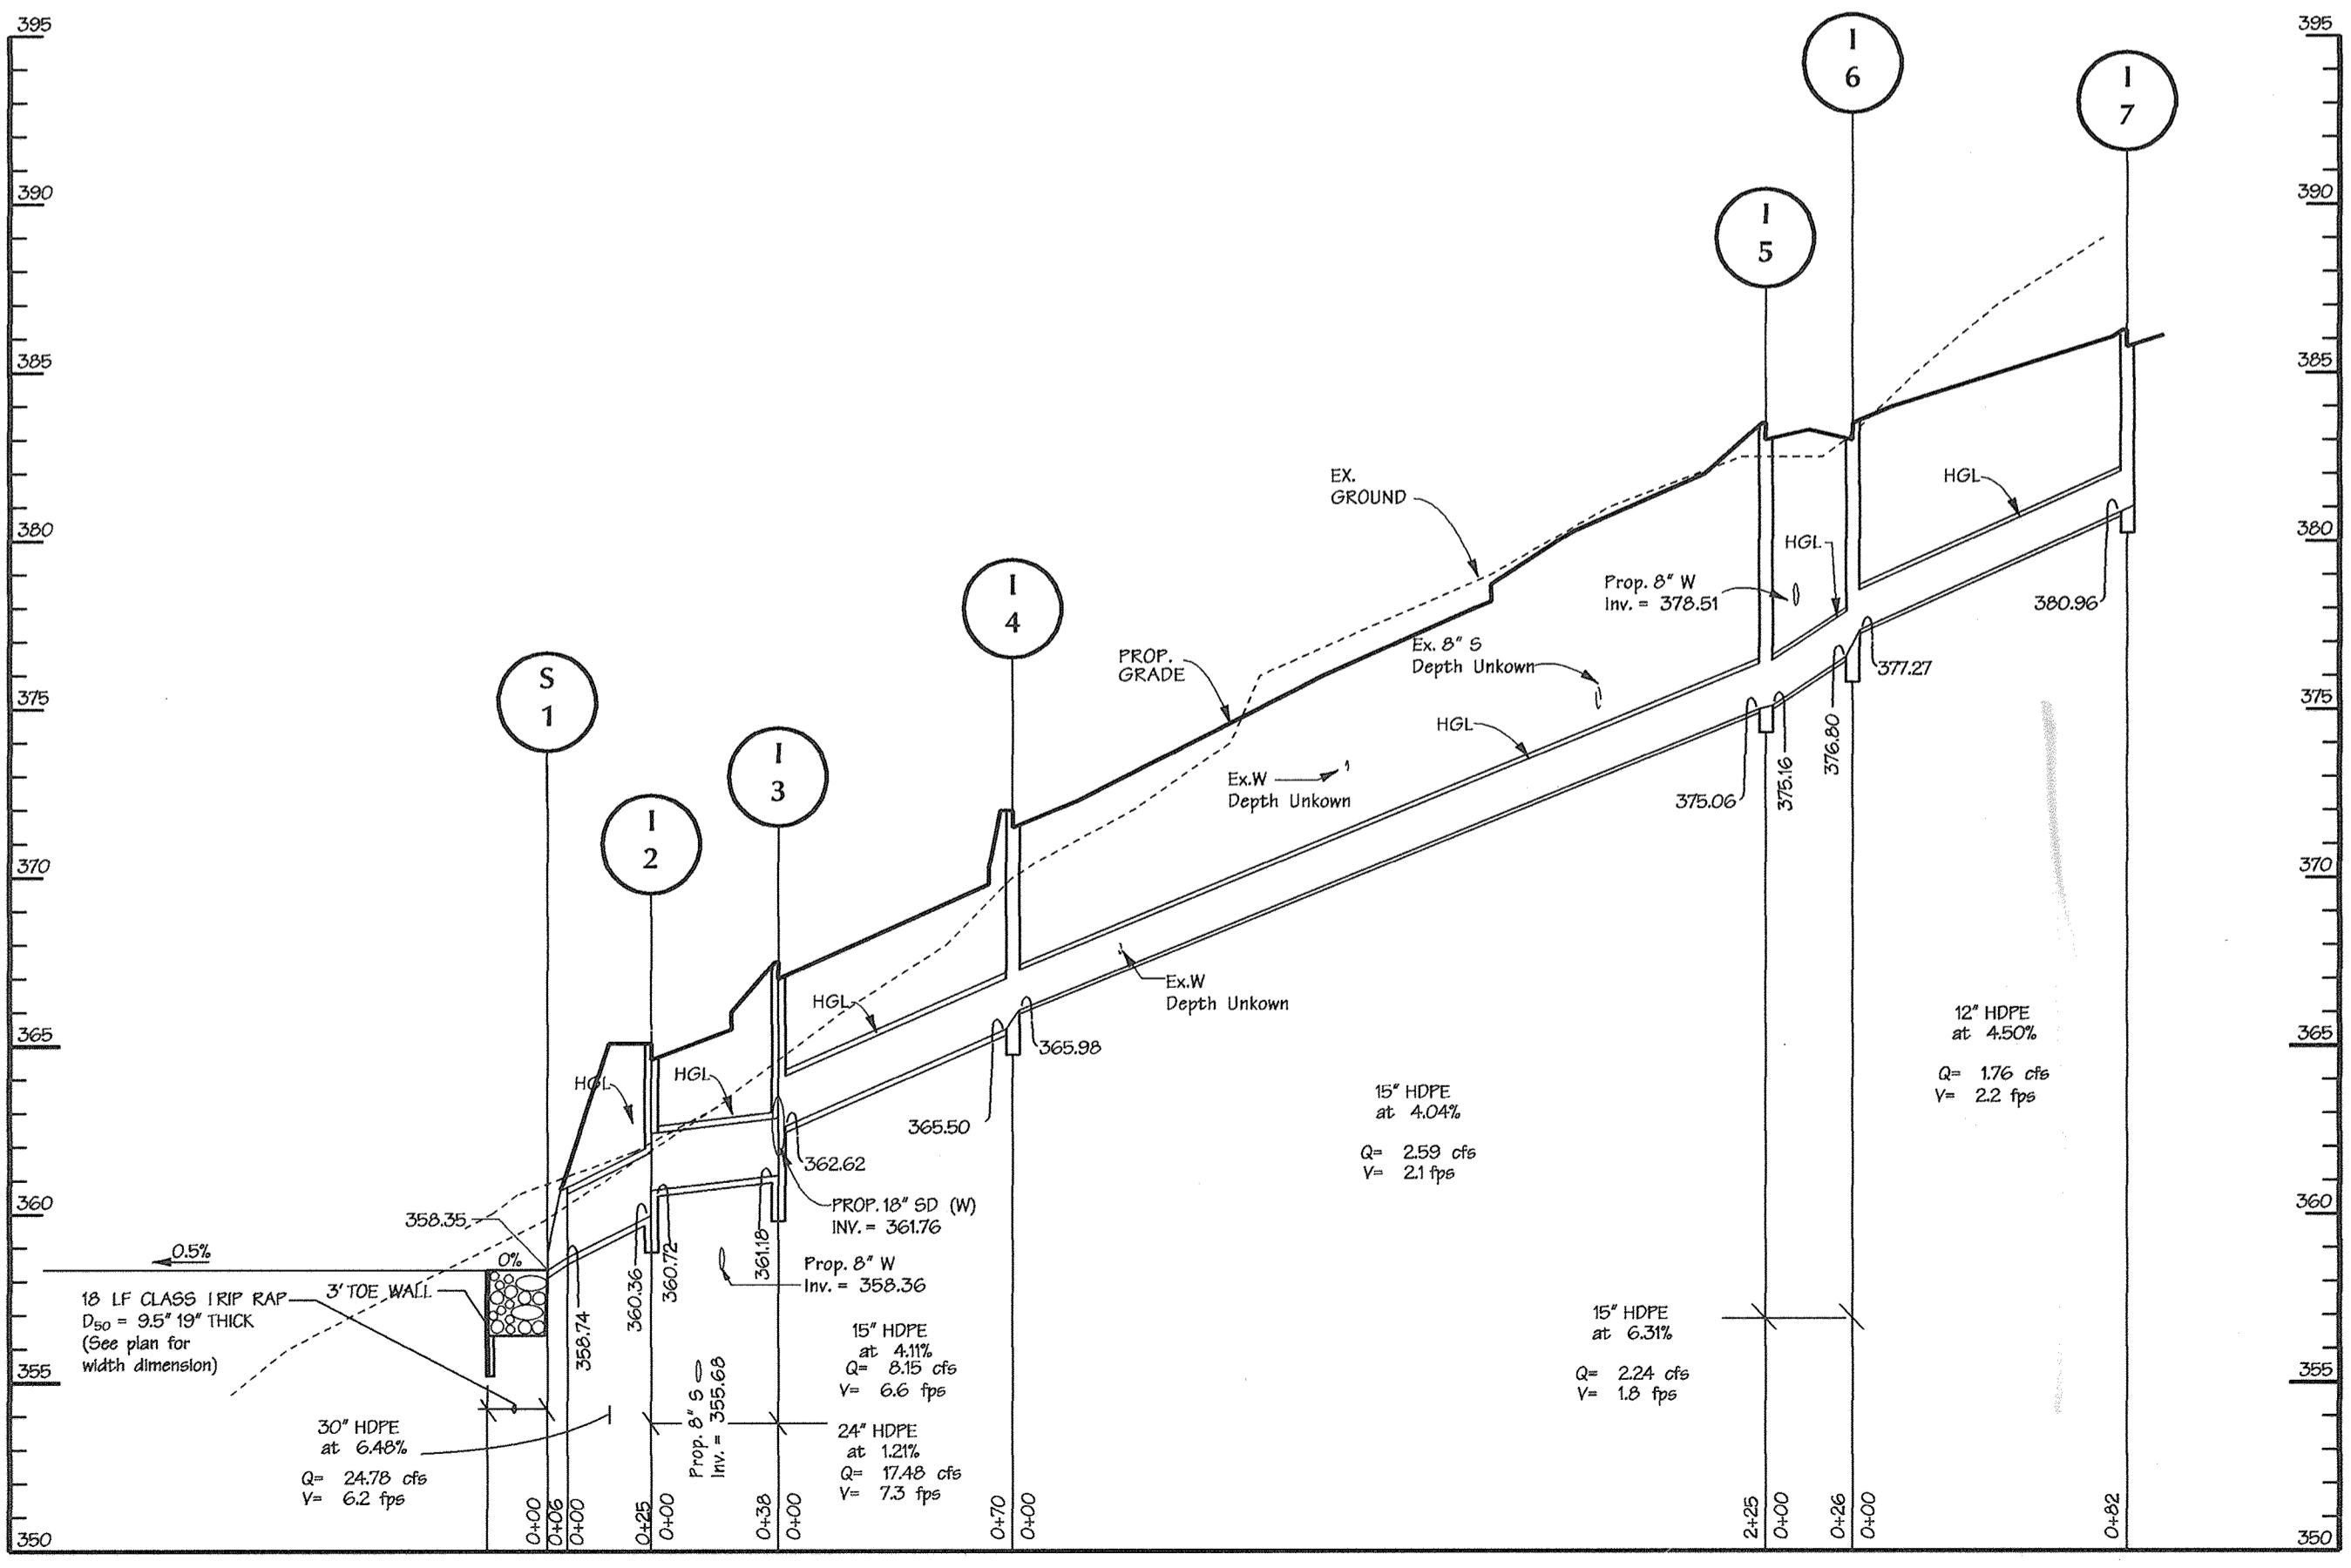 395
390
385
380
375
370
365
360
355
350
395
390
385
380
375
370
365
360
355
350
S
1
I
2
I
3
I
4
I
5
I
6
I
7
EX.
GROUND
PROP.
GRADE
Ex. 8" S
Depth Unkown
Prop. 8" W
Inv. = 378.51
HGL
HGL
HGL
Ex.W
Depth Unkown
Ex.W
Depth Unkown
HGL
HGL
HGL
380.96
377.27
376.80
375.16
375.06
365.98
365.50
362.62
PROP. 18" SD (W)
INV. = 361.76
Prop. 8" W
Inv. = 358.36
361.18
360.72
360.36
358.74
358.35
0.5%
0%
3' TOE WALL
18 LF CLASS I RIP RAP
D50 = 9.5" 19" THICK
(See plan for
width dimension)
30" HDPE
at 6.48%
Q= 24.78 cfs
V= 6.2 fps
Prop. 8" S
Inv. = 355.68
15" HDPE
at 4.11%
Q= 8.15 cfs
V= 6.6 fps
24" HDPE
at 1.21%
Q= 17.48 cfs
V= 7.3 fps
15" HDPE
at 4.04%
Q= 2.59 cfs
V= 2.1 fps
15" HDPE
at 6.31%
Q= 2.24 cfs
V= 1.8 fps
12" HDPE
at 4.50%
Q= 1.76 cfs
V= 2.2 fps
0+00
0+06
0+00
0+25
0+00
0+38
0+00
0+70
0+00
2+25
0+00
0+26
0+00
0+82